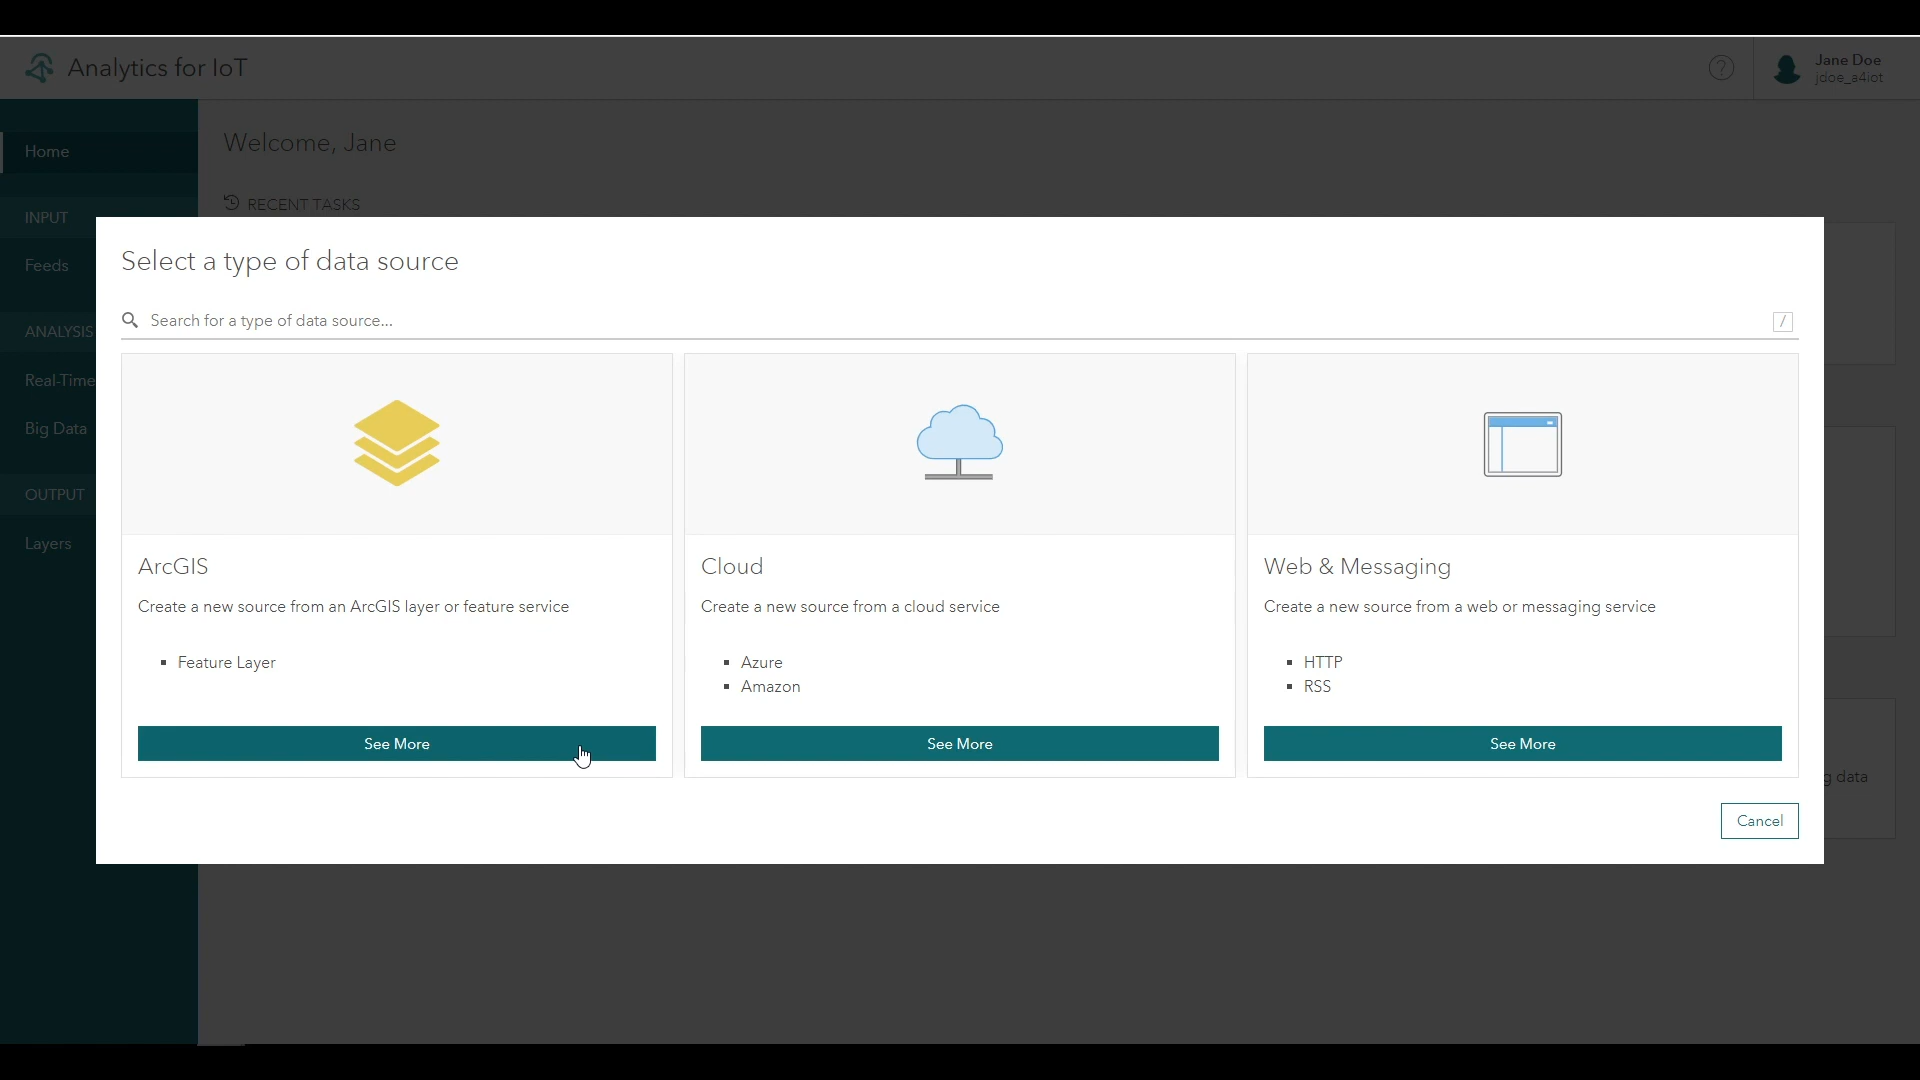 Analytics for IoT
?
Jane Doe
jdoe_a4iot
Home
Welcome, Jane
RECENT TASKS
INPUT
Feeds
ANALYSIS
Real-Time
Big Data
OUTPUT
Layers
Select a type of data source
Search for a type of data source...
/
ArcGIS
Create a new source from an ArcGIS layer or feature service
▪ Feature Layer
See More
Cloud
Create a new source from a cloud service
▪ Azure
▪ Amazon
See More
Web & Messaging
Create a new source from a web or messaging service
▪ HTTP
▪ RSS
See More
g data
Cancel